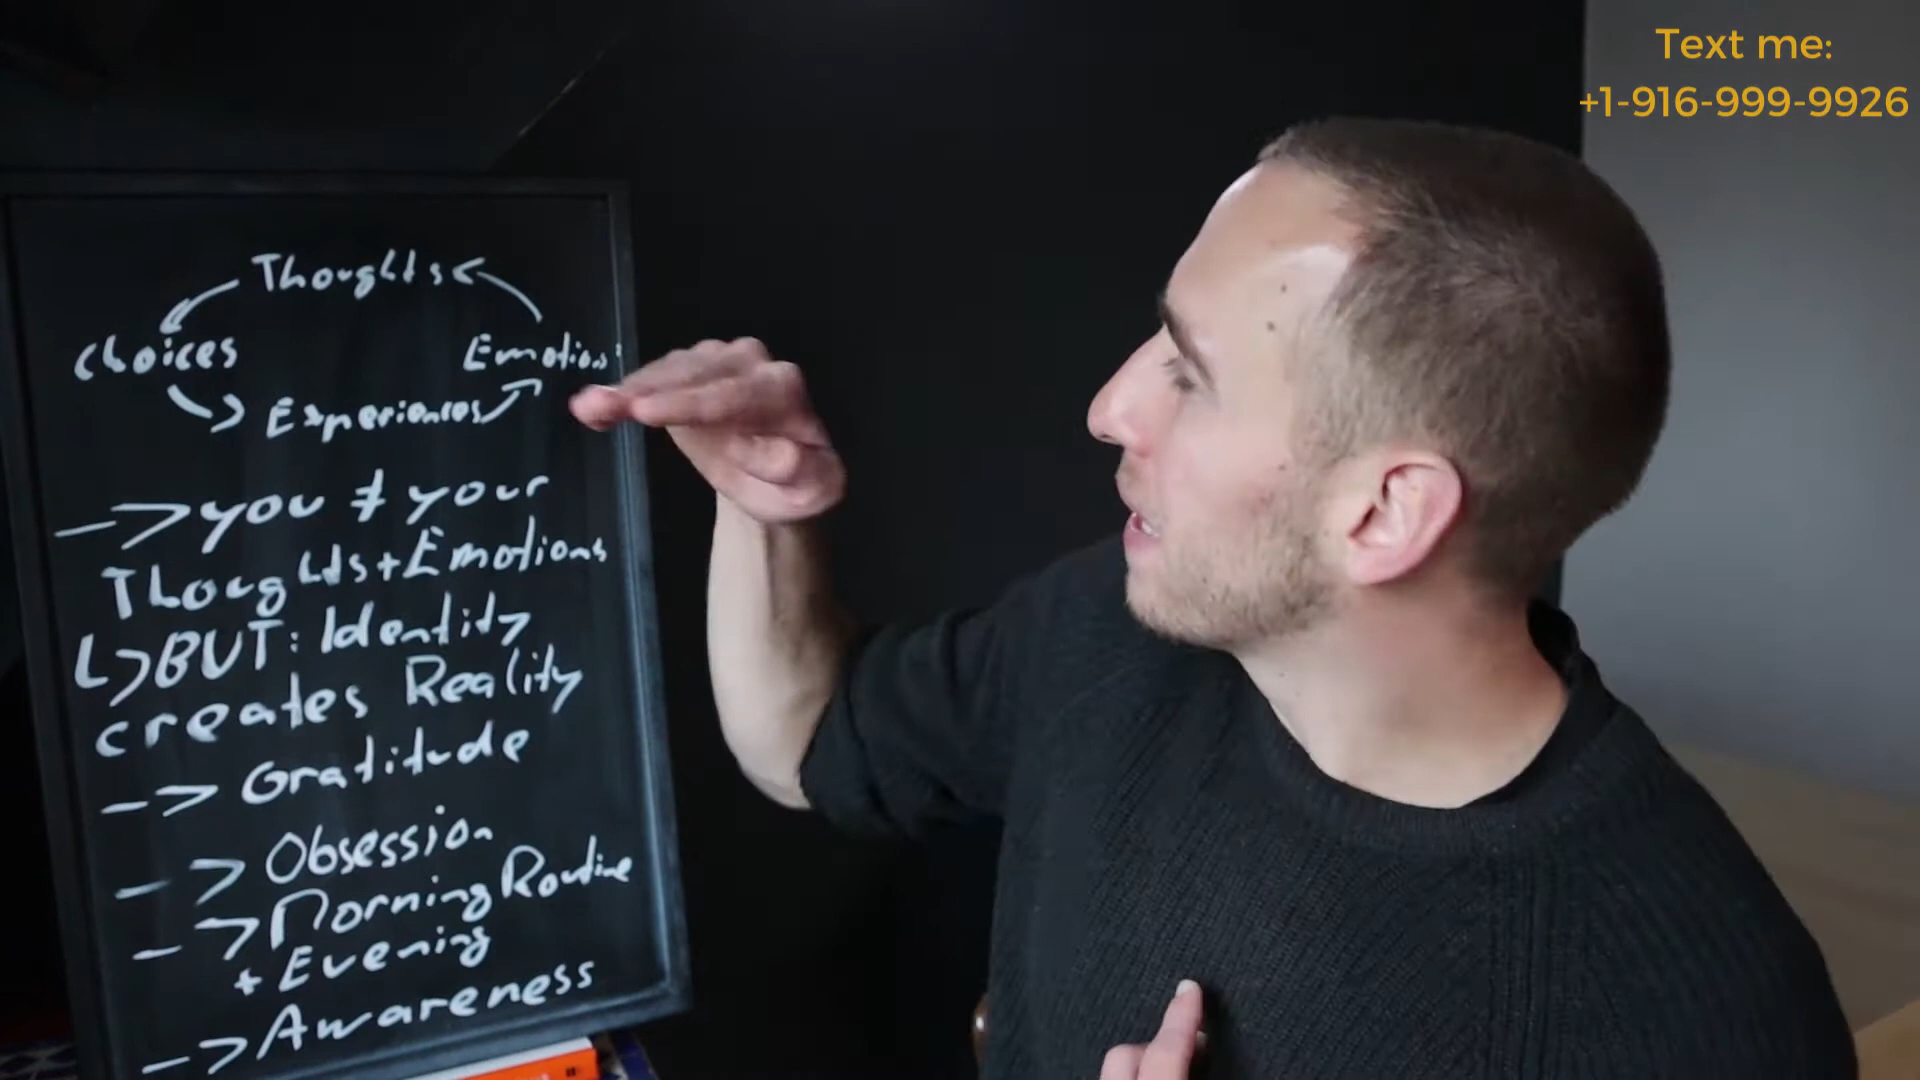 Text me:
+1-916-999-9926
Thoughts
Choices
Emotions
Experiences
—> you ≠ your
Thoughts + Emotions
↳ BUT: Identity
creates Reality
—> Gratitude
—> Obsession
—> Morning Routine
+ Evening
—> Awareness